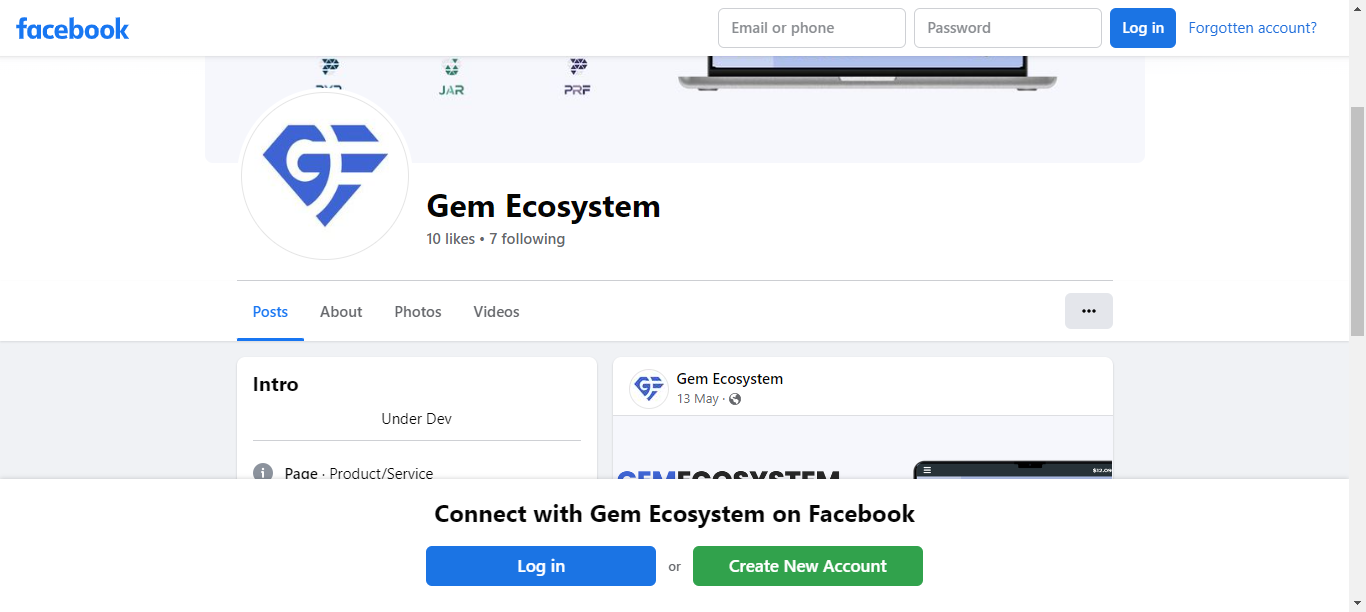 facebook
Email or phone
Password
Log in
Forgotten account?
JAR
PRF
Gem Ecosystem
10 likes • 7 following
Posts
About
Photos
Videos
Intro
Under Dev
Page · Product/Service
Gem Ecosystem
13 May ·
GEMECOSYSTEM
Connect with Gem Ecosystem on Facebook
Log in
or
Create New Account